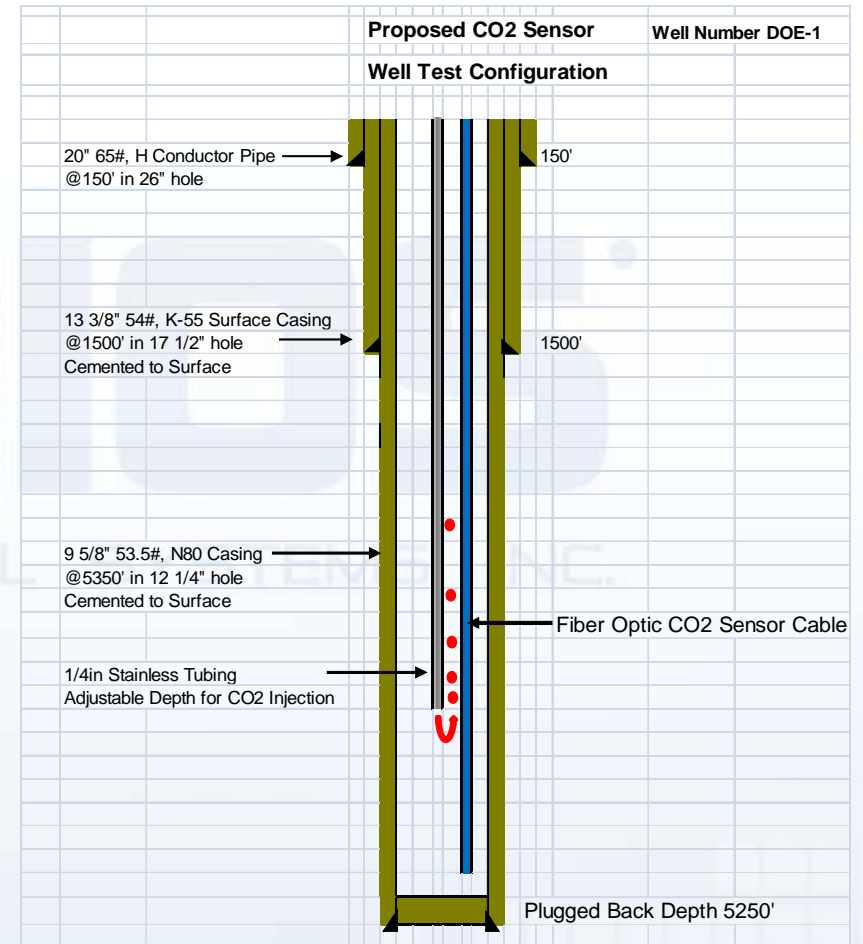 Proposed CO2 Sensor
Well Number DOE-1
Well Test Configuration
20" 65#, H Conductor Pipe
@150' in 26" hole
150'
13 3/8" 54#, K-55 Surface Casing
@1500' in 17 1/2" hole
Cemented to Surface
1500'
9 5/8" 53.5#, N80 Casing
@5350' in 12 1/4" hole
Cemented to Surface
Fiber Optic CO2 Sensor Cable
1/4in Stainless Tubing
Adjustable Depth for CO2 Injection
Plugged Back Depth 5250'
INC.